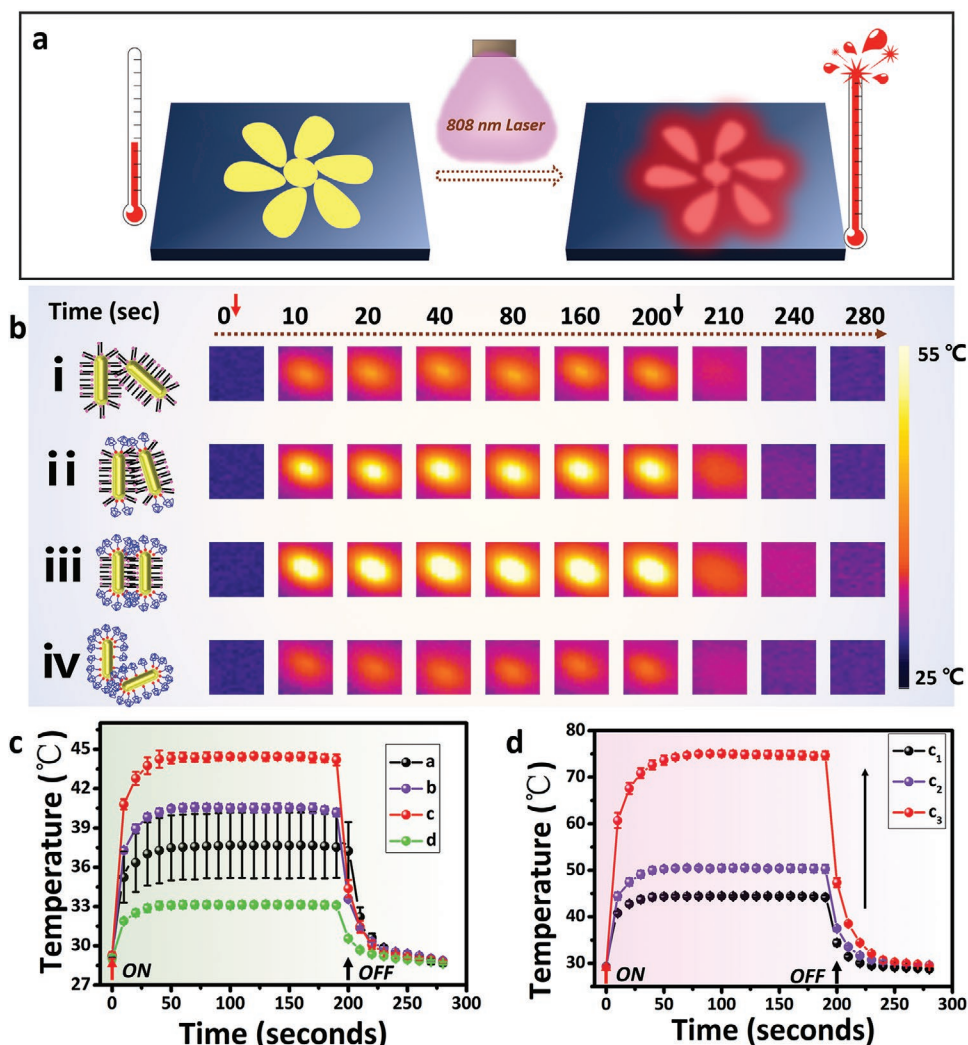 a
808 nm Laser
b
Time (sec)
0 10 20 40 80 160 200 210 240 280
i
ii
iii
iv
55 ℃
25 ℃
c
Temperature (℃)
45
42
39
36
33
30
27
a
b
c
d
ON
OFF
0 50 100 150 200 250 300
Time (seconds)
d
Temperature (℃)
90
80
70
60
50
40
30
c1
c2
c3
ON
OFF
0 50 100 150 200 250 300
Time (seconds)